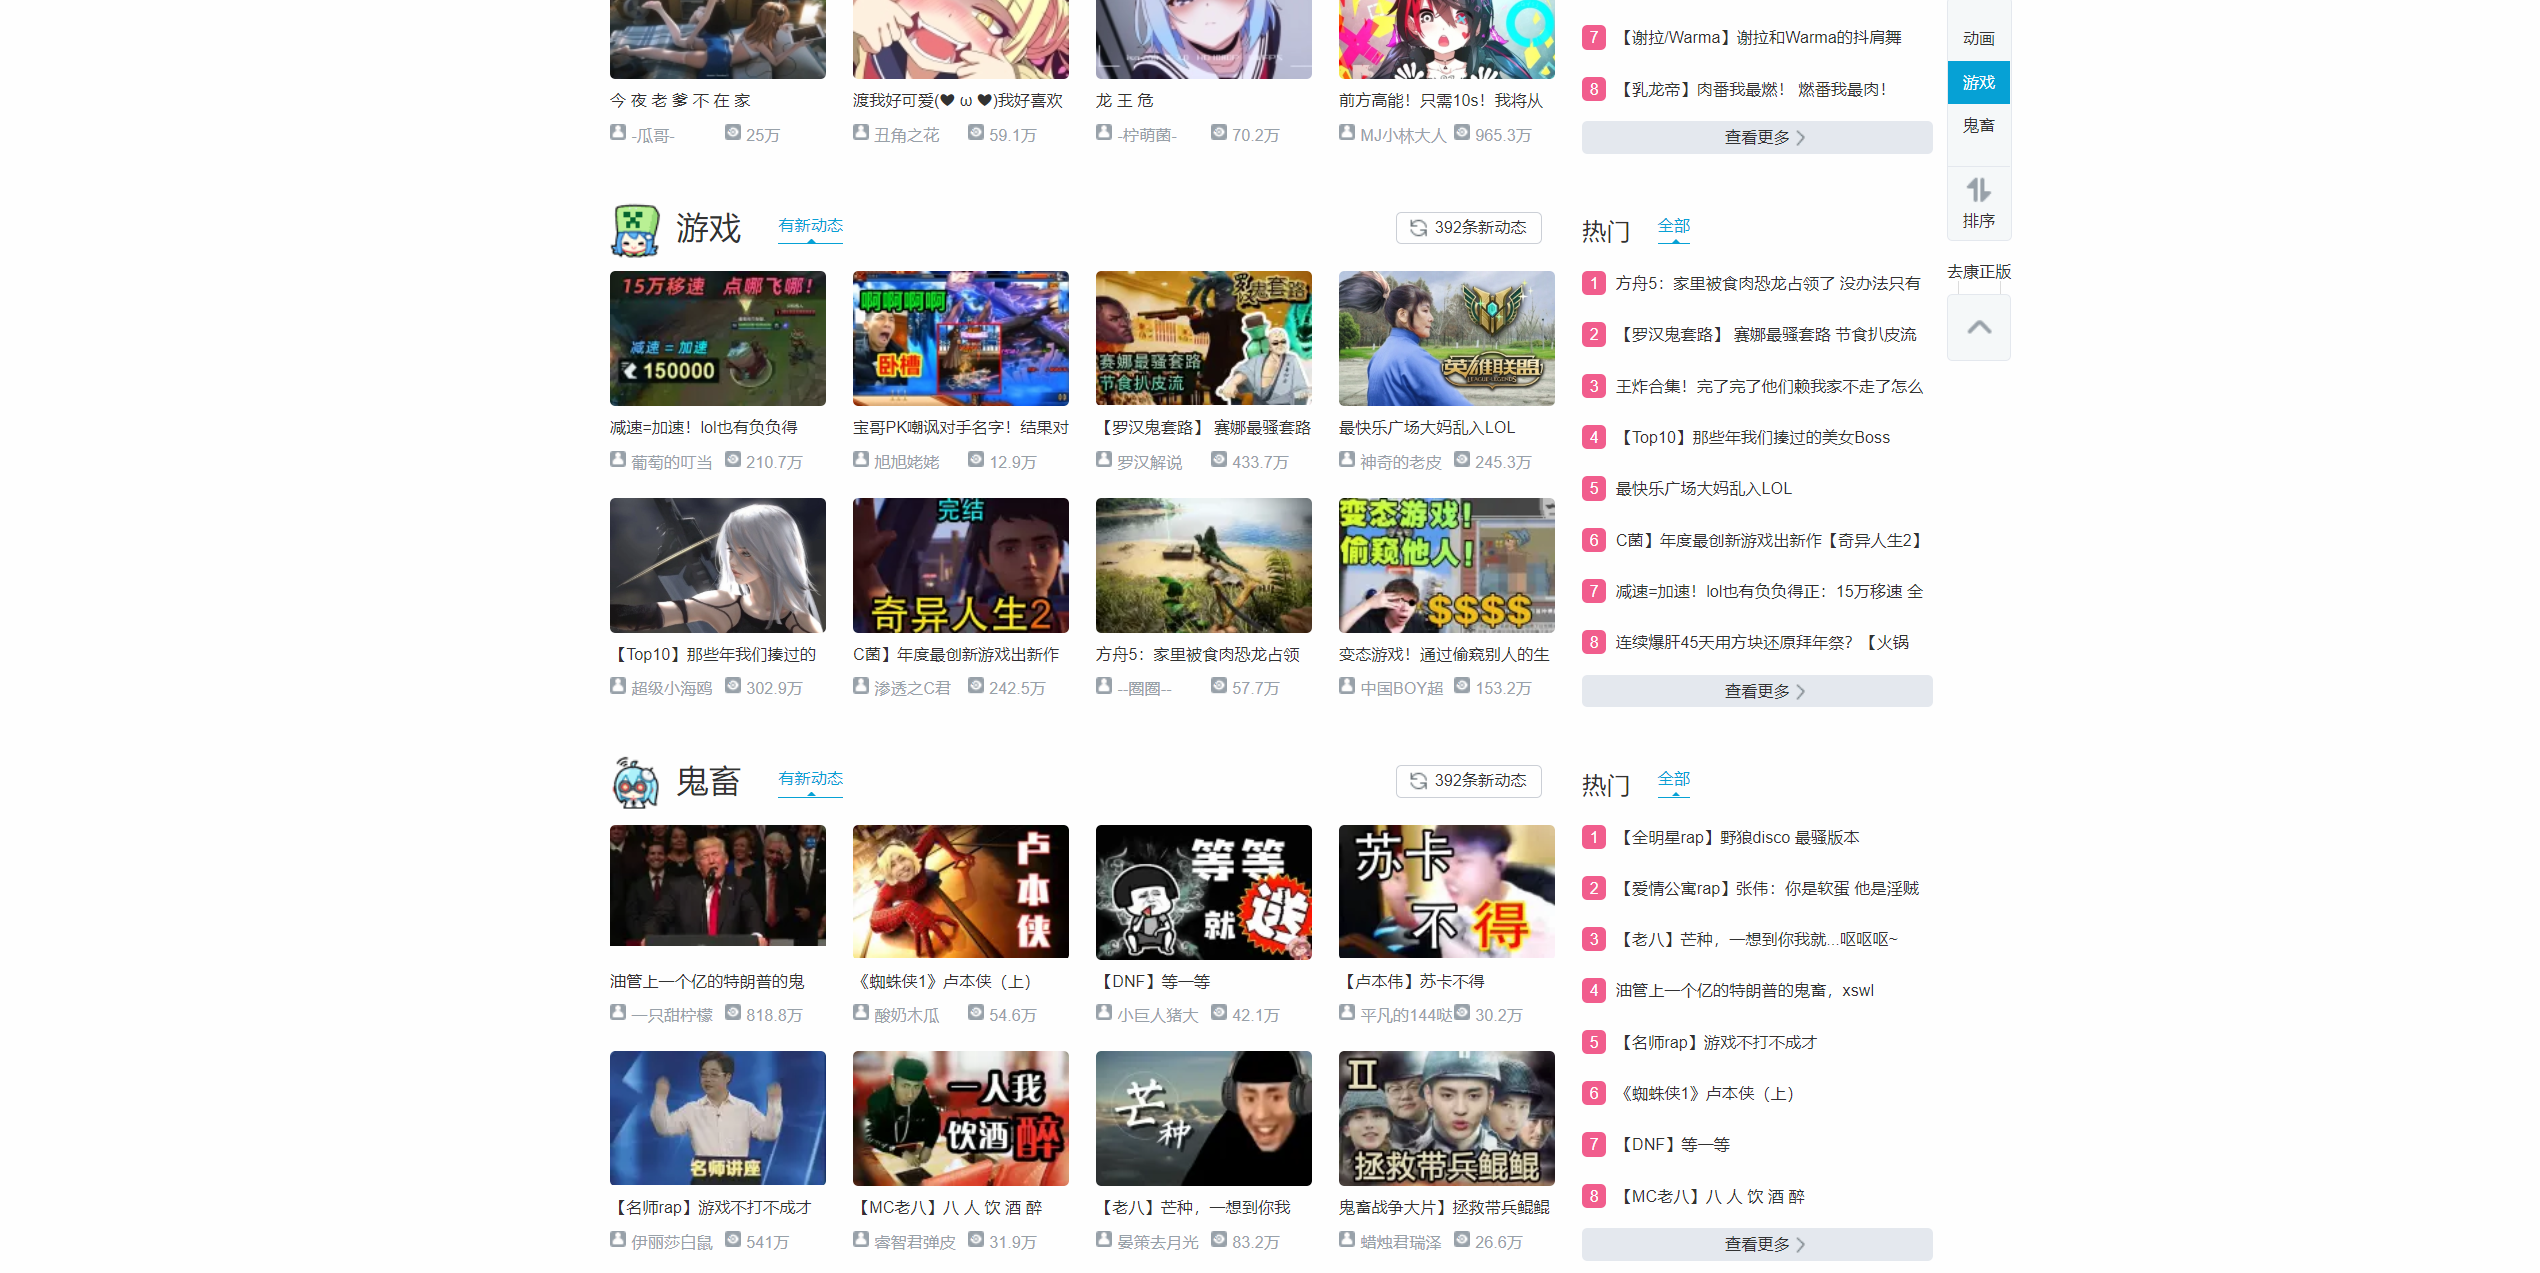 今 夜 老 爹 不 在 家
-瓜哥- 25万
渡我好可爱(♥ ω ♥)我好喜欢
丑角之花 59.1万
龙 王 危
-柠萌菌- 70.2万
前方高能！只需10s！我将从
MJ小林大人 965.3万
7 【谢拉/Warma】谢拉和Warma的抖肩舞
8 【乳龙帝】肉番我最燃！ 燃番我最肉！
查看更多
动画
游戏
鬼畜
排序
去康正版
游戏 有新动态 392条新动态
15万移速 点哪飞哪！
减速 = 加速
150000
减速=加速！lol也有负负得
葡萄的叮当 210.7万
啊啊啊啊
卧槽
宝哥PK嘲讽对手名字！结果对
旭旭姥姥 12.9万
罗汉鬼套路
赛娜最骚套路
节食扒皮流
【罗汉鬼套路】 赛娜最骚套路
罗汉解说 433.7万
英雄联盟
LEAGUE LEGENDS
最快乐广场大妈乱入LOL
神奇的老皮 245.3万
【Top10】那些年我们揍过的
超级小海鸥 302.9万
完结
奇异人生2
C菌】年度最创新游戏出新作
渗透之C君 242.5万
方舟5：家里被食肉恐龙占领
--圈圈-- 57.7万
变态游戏！
偷窥他人！
$$$$
变态游戏！通过偷窥别人的生
中国BOY超 153.2万
热门 全部
1 方舟5：家里被食肉恐龙占领了 没办法只有
2 【罗汉鬼套路】 赛娜最骚套路 节食扒皮流
3 王炸合集！完了完了他们赖我家不走了怎么
4 【Top10】那些年我们揍过的美女Boss
5 最快乐广场大妈乱入LOL
6 C菌】年度最创新游戏出新作【奇异人生2】
7 减速=加速！lol也有负负得正：15万移速 全
8 连续爆肝45天用方块还原拜年祭？【火锅
查看更多
鬼畜 有新动态 392条新动态
油管上一个亿的特朗普的鬼
一只甜柠檬 818.8万
卢本侠
《蜘蛛侠1》卢本侠（上）
酸奶木瓜 54.6万
等等
就
逝
【DNF】等一等
小巨人猪大 42.1万
苏卡
不得
【卢本伟】苏卡不得
平凡的144哒 30.2万
名师讲座
【名师rap】游戏不打不成才
伊丽莎白鼠 541万
一人我
饮酒醉
【MC老八】八 人 饮 酒 醉
睿智君弹皮 31.9万
芒种
【老八】芒种，一想到你我
晏策去月光 83.2万
II
拯救带兵鲲鲲
鬼畜战争大片】拯救带兵鲲鲲
蜡烛君瑞泽 26.6万
热门 全部
1 【全明星rap】野狼disco 最骚版本
2 【爱情公寓rap】张伟：你是软蛋 他是淫贼
3 【老八】芒种，一想到你我就...呕呕呕~
4 油管上一个亿的特朗普的鬼畜，xswl
5 【名师rap】游戏不打不成才
6 《蜘蛛侠1》卢本侠（上）
7 【DNF】等一等
8 【MC老八】八 人 饮 酒 醉
查看更多